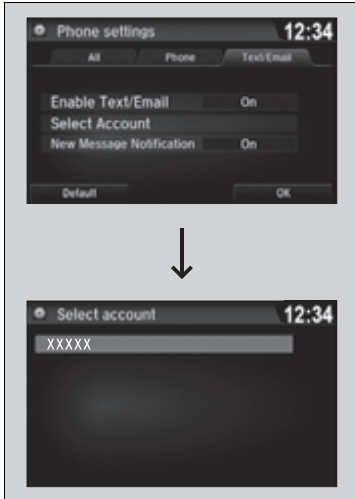 Phone settings 12:34
All Phone Text/Email
Enable Text/Email On
Select Account
New Message Notification On
Default OK
Select account 12:34
XXXXX